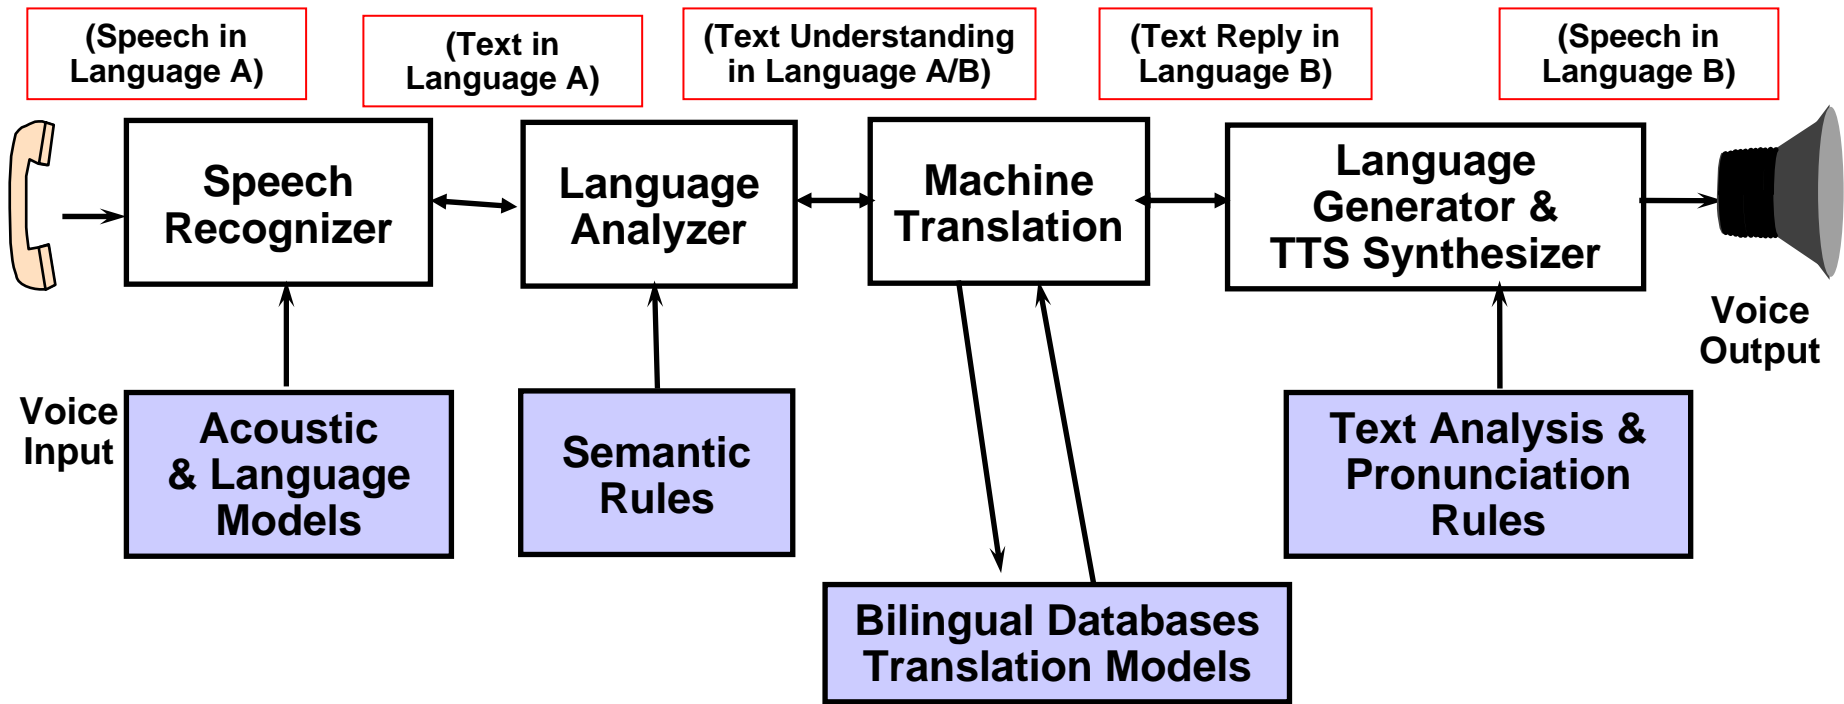 (Speech in
Language A)
(Text in
Language A)
(Text Understanding
in Language A/B)
(Text Reply in
Language B)
(Speech in
Language B)
Speech
Recognizer
Language
Analyzer
Machine
Translation
Language
Generator &
TTS Synthesizer
Voice
Output
Voice
Input
Acoustic
& Language
Models
Semantic
Rules
Text Analysis &
Pronunciation
Rules
Bilingual Databases
Translation Models